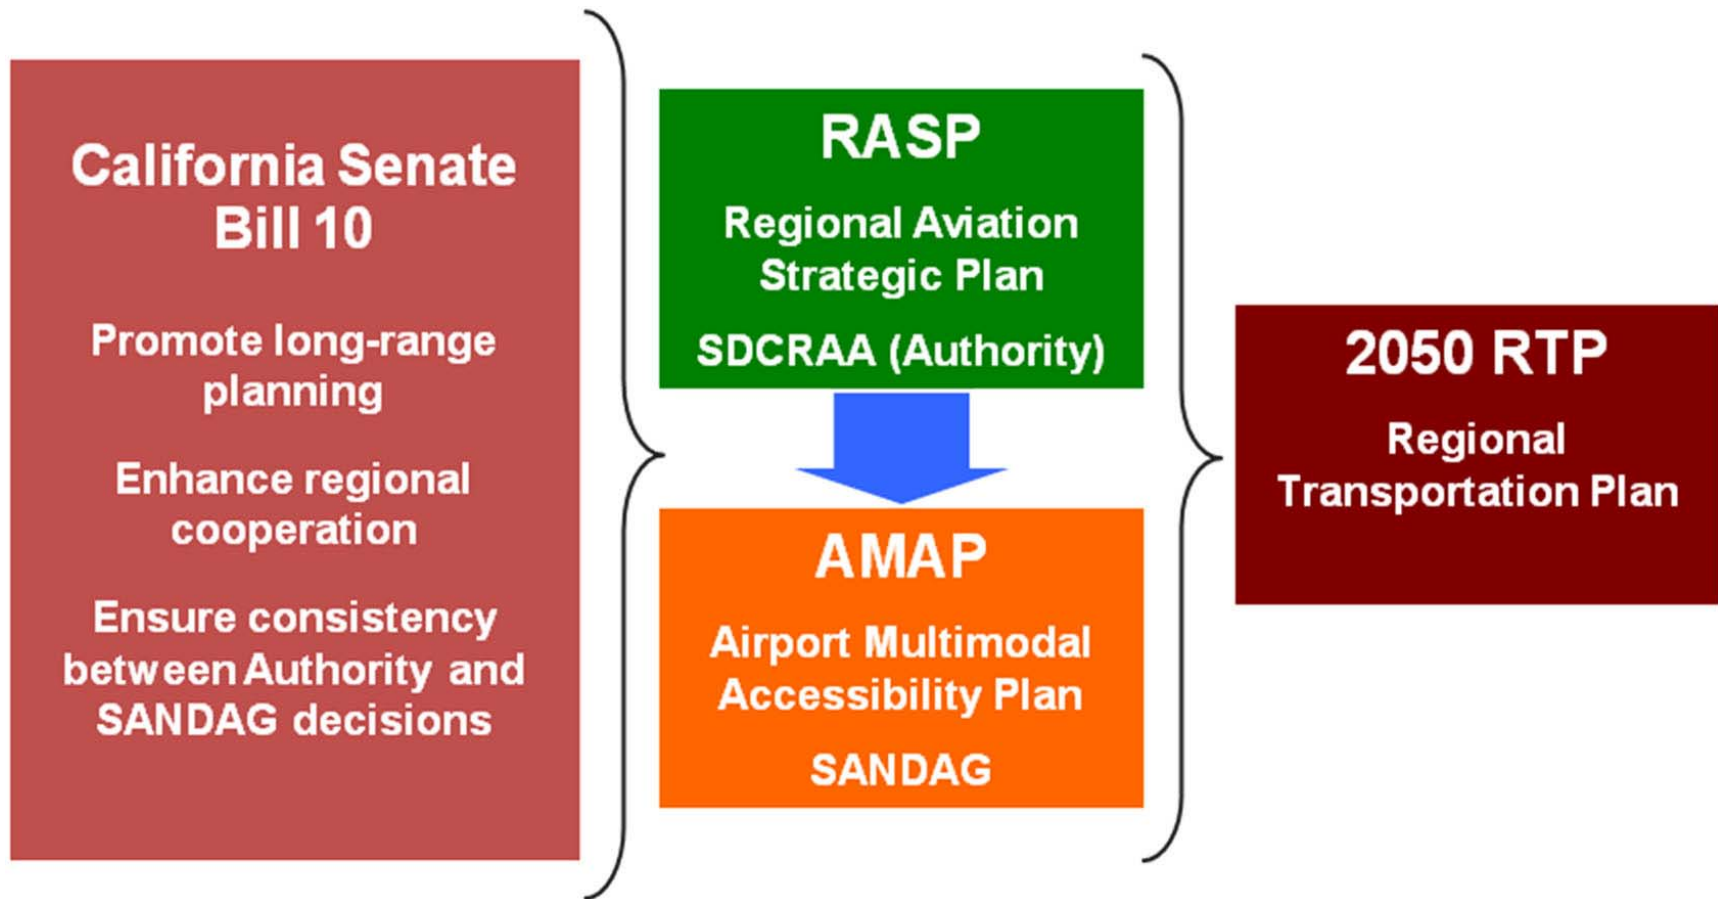 California Senate
Bill 10
Promote long-range
planning
Enhance regional
cooperation
Ensure consistency
between Authority and
SANDAG decisions
RASP
Regional Aviation
Strategic Plan
SDCRAA (Authority)
AMAP
Airport Multimodal
Accessibility Plan
SANDAG
2050 RTP
Regional
Transportation Plan